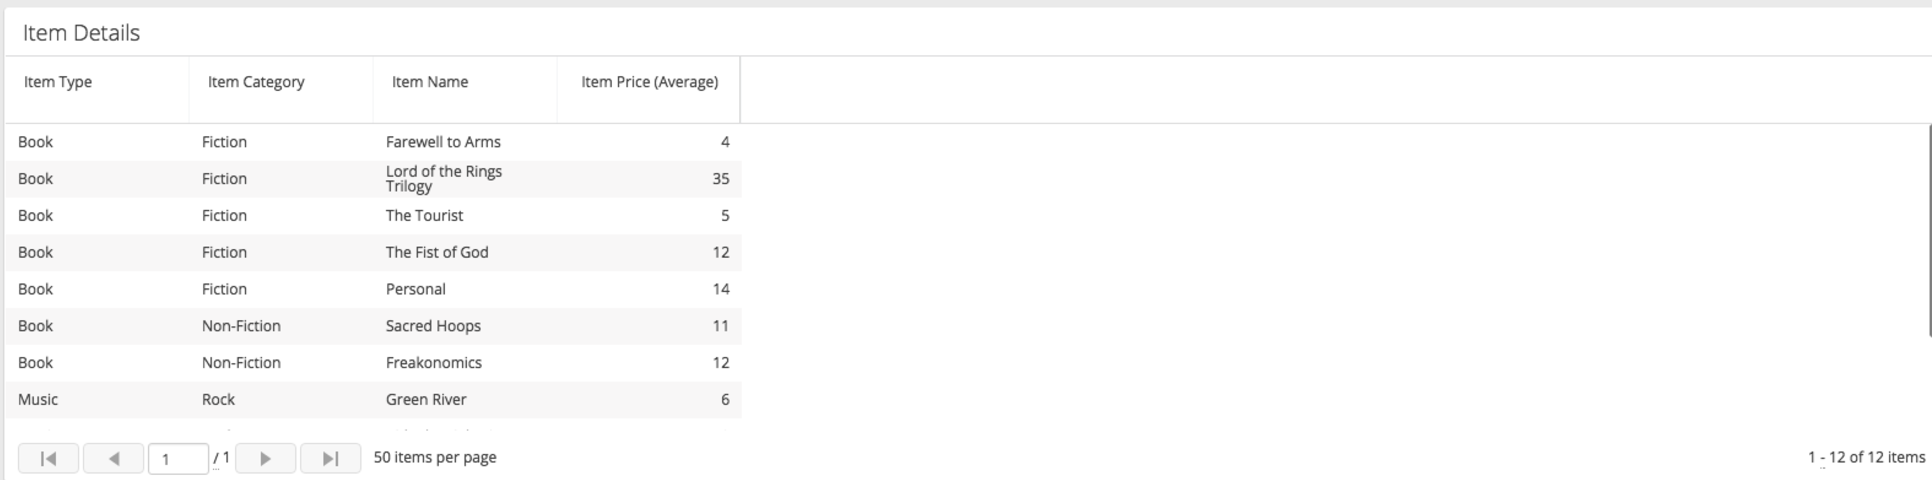 Item Details
Item Type Item Category Item Name Item Price (Average)
Book Fiction Farewell to Arms 4
Book Fiction Lord of the Rings 35
Trilogy
Book Fiction The Tourist 5
Book Fiction The Fist of God 12
Book Fiction Personal 14
Book Non-Fiction Sacred Hoops 11
Book Non-Fiction Freakonomics 12
Music Rock Green River 6
1 / 1 50 items per page 1 - 12 of 12 items